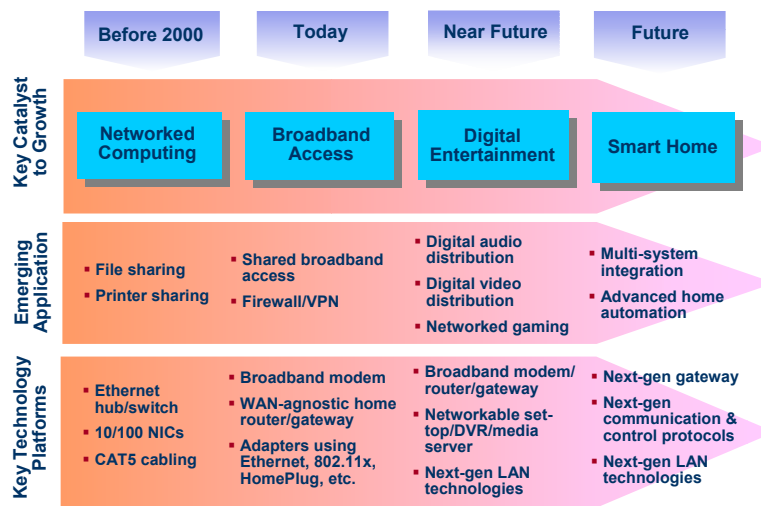 Before 2000
Today
Near Future
Future
Key Catalyst
to Growth
Networked
Computing
Broadband
Access
Digital
Entertainment
Smart Home
Emerging
Application
▪ File sharing
▪ Printer sharing
▪ Shared broadband
access
▪ Firewall/VPN
▪ Digital audio
distribution
▪ Digital video
distribution
▪ Networked gaming
▪ Multi-system
integration
▪ Advanced home
automation
Key Technology
Platforms
▪ Ethernet
hub/switch
▪ 10/100 NICs
▪ CAT5 cabling
▪ Broadband modem
▪ WAN-agnostic home
router/gateway
▪ Adapters using
Ethernet, 802.11x,
HomePlug, etc.
▪ Broadband modem/
router/gateway
▪ Networkable set-
top/DVR/media
server
▪ Next-gen LAN
technologies
▪ Next-gen gateway
▪ Next-gen
communication &
control protocols
▪ Next-gen LAN
technologies